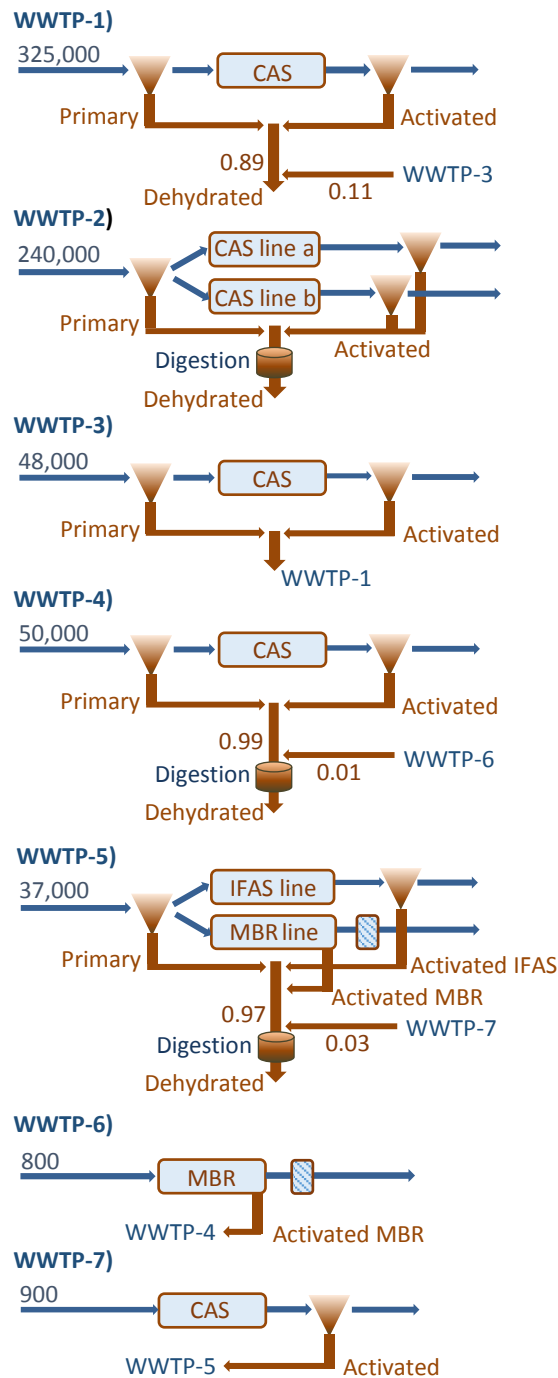 WWTP-1)
325,000
CAS
Primary
Activated
0.89
WWTP-3
Dehydrated
0.11
WWTP-2)
240,000
CAS line a
CAS line b
Primary
Activated
Digestion
Dehydrated
WWTP-3)
48,000
CAS
Primary
Activated
WWTP-1
WWTP-4)
50,000
CAS
Primary
Activated
0.99
WWTP-6
Digestion
0.01
Dehydrated
WWTP-5)
37,000
IFAS line
MBR line
Primary
Activated IFAS
Activated MBR
0.97
WWTP-7
Digestion
0.03
Dehydrated
WWTP-6)
800
MBR
WWTP-4
Activated MBR
WWTP-7)
900
CAS
WWTP-5
Activated